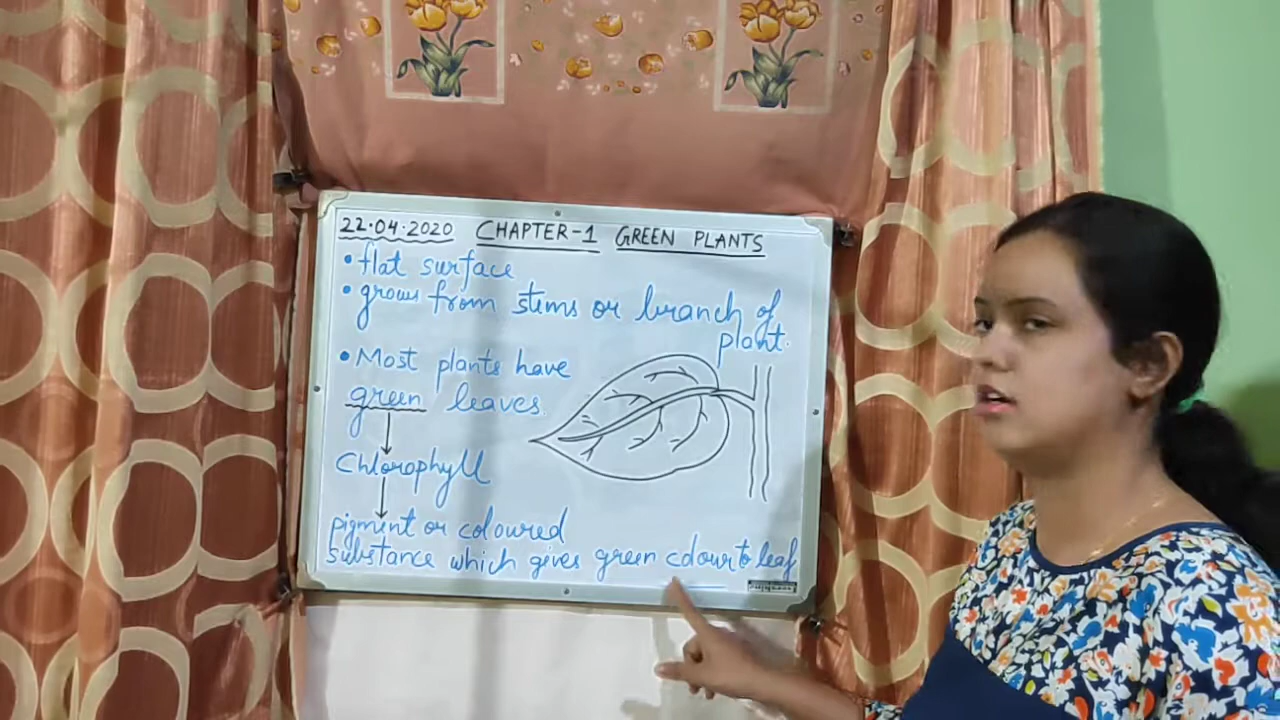 22.04.2020 CHAPTER-1 GREEN PLANTS
• flat surface
• grows from stems or branch of
plant.
• Most plants have
green leaves.
Chlorophyll
pigment or coloured
substance which gives green colour to leaf